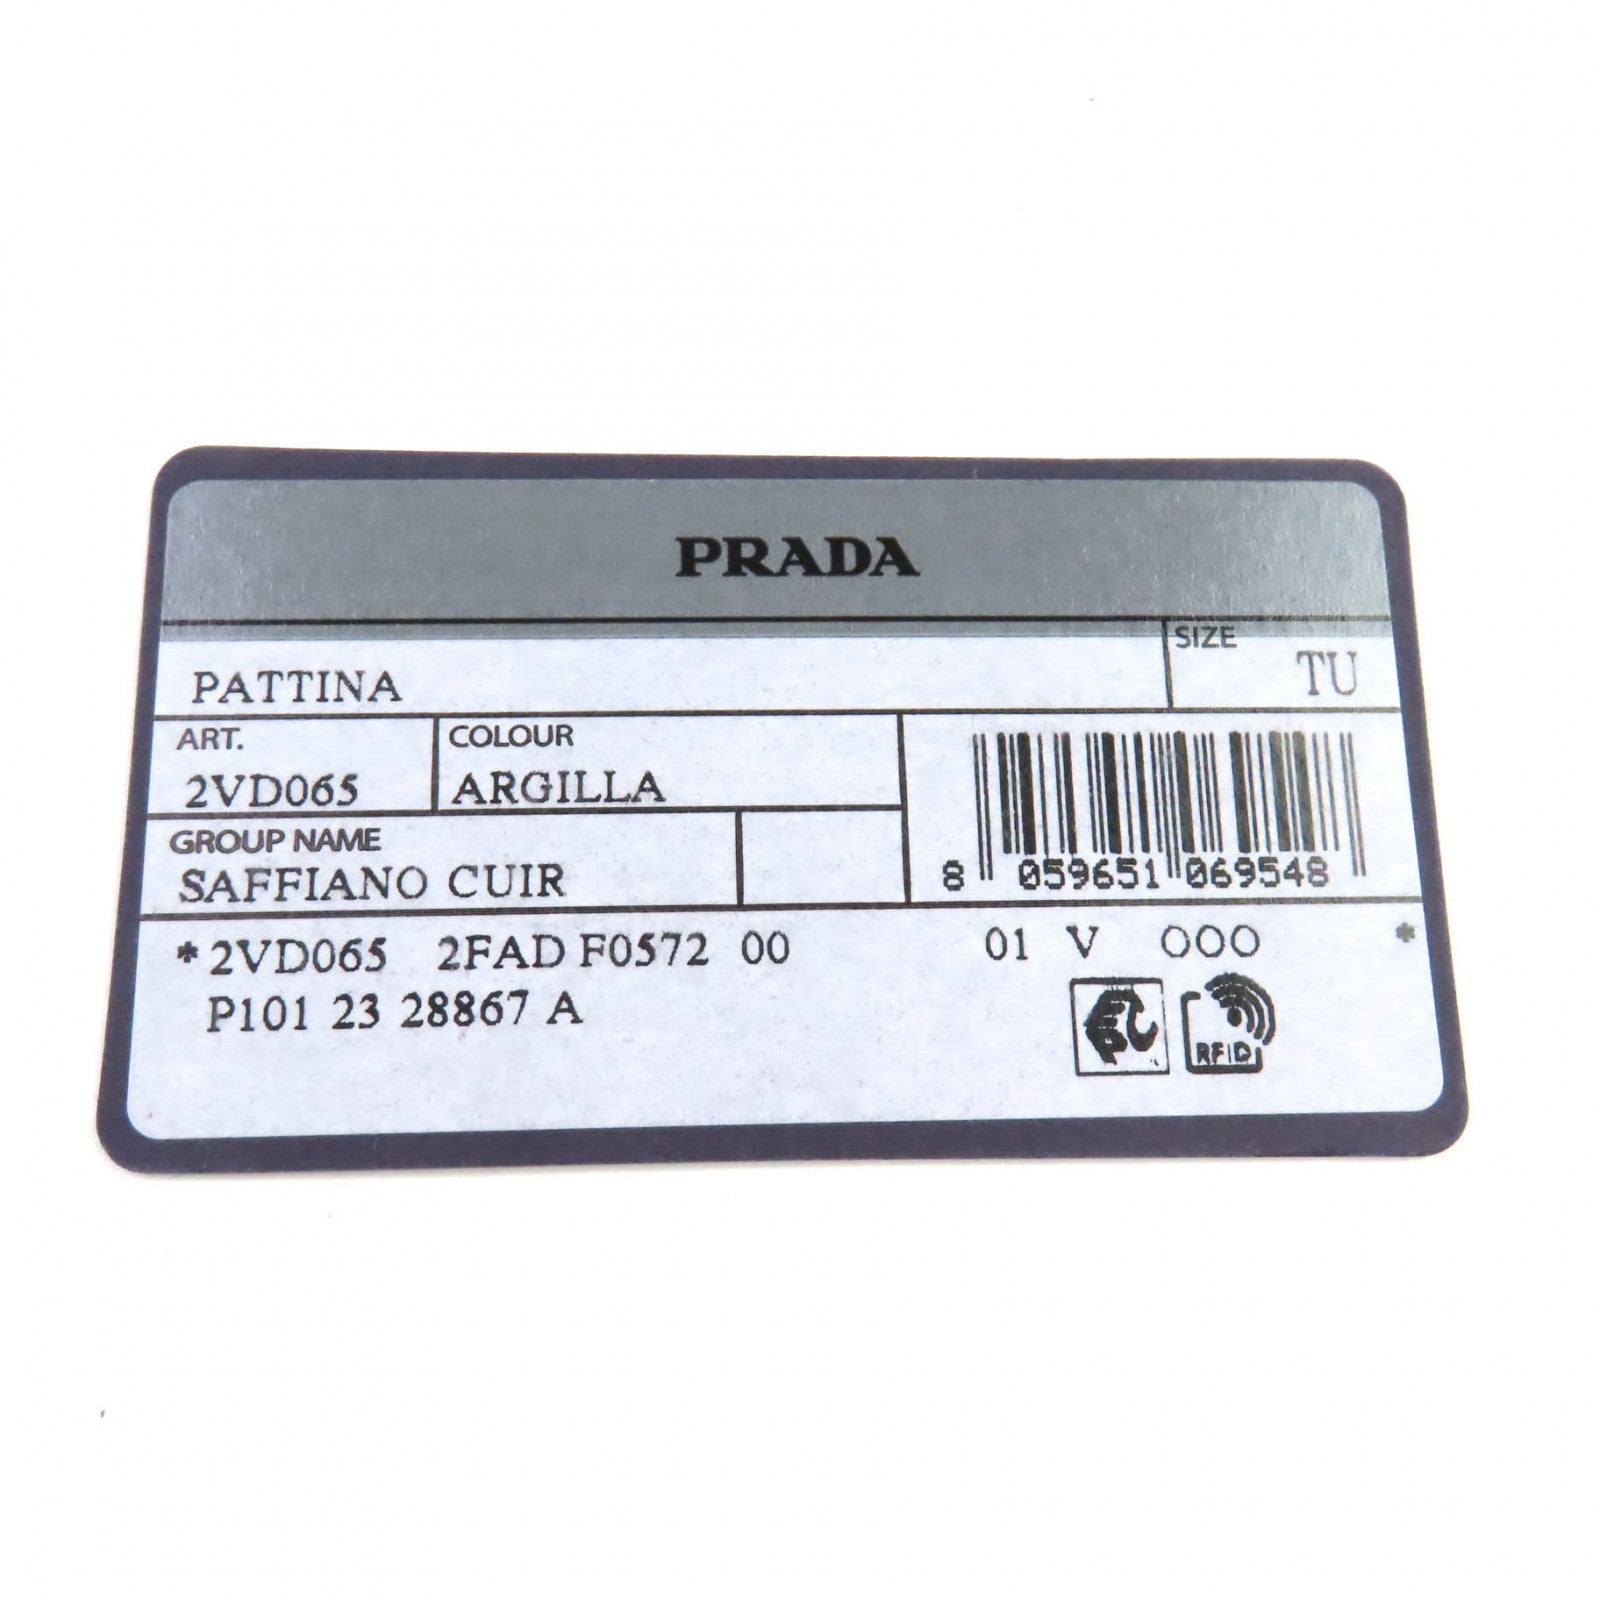 PRADA
PATTINA
SIZE
TU
ART.
2VD065
COLOUR
ARGILLA
GROUP NAME
SAFFIANO CUIR
8 059651 069548
*2VD065 2FAD F0572 00 01 V OOO *
P101 23 28867 A
RFID